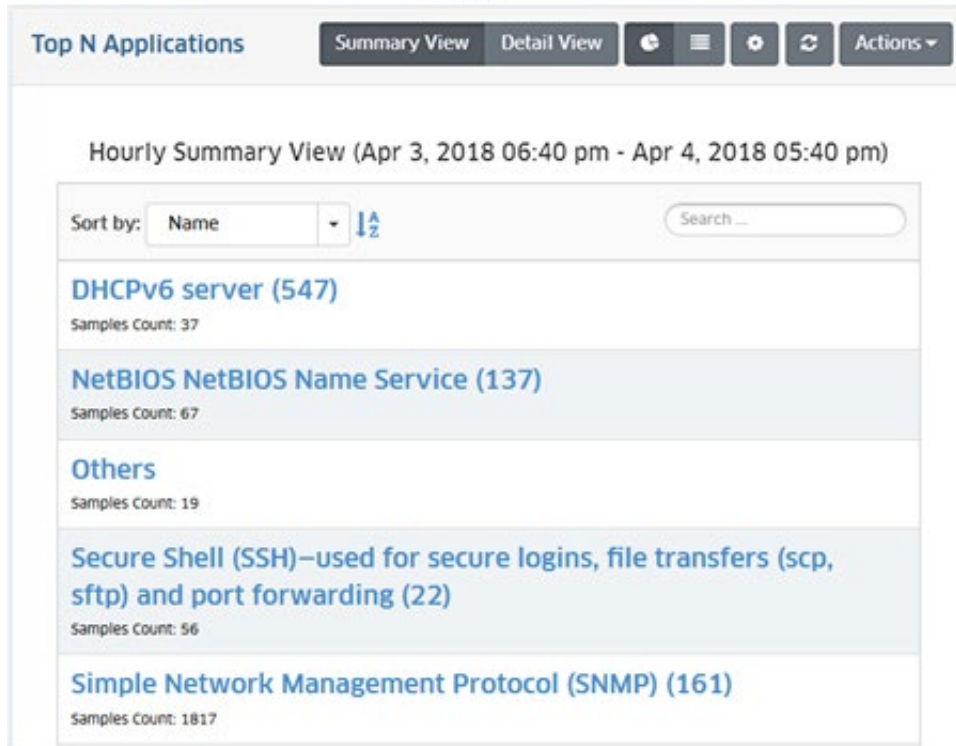 Top N Applications Summary View Detail View Actions
Hourly Summary View (Apr 3, 2018 06:40 pm - Apr 4, 2018 05:40 pm)
Sort by: Name A Z Search ...
DHCPv6 server (547)
Samples Count: 37
NetBIOS NetBIOS Name Service (137)
Samples Count: 67
Others
Samples Count: 19
Secure Shell (SSH)—used for secure logins, file transfers (scp,
sftp) and port forwarding (22)
Samples Count: 56
Simple Network Management Protocol (SNMP) (161)
Samples Count: 1817